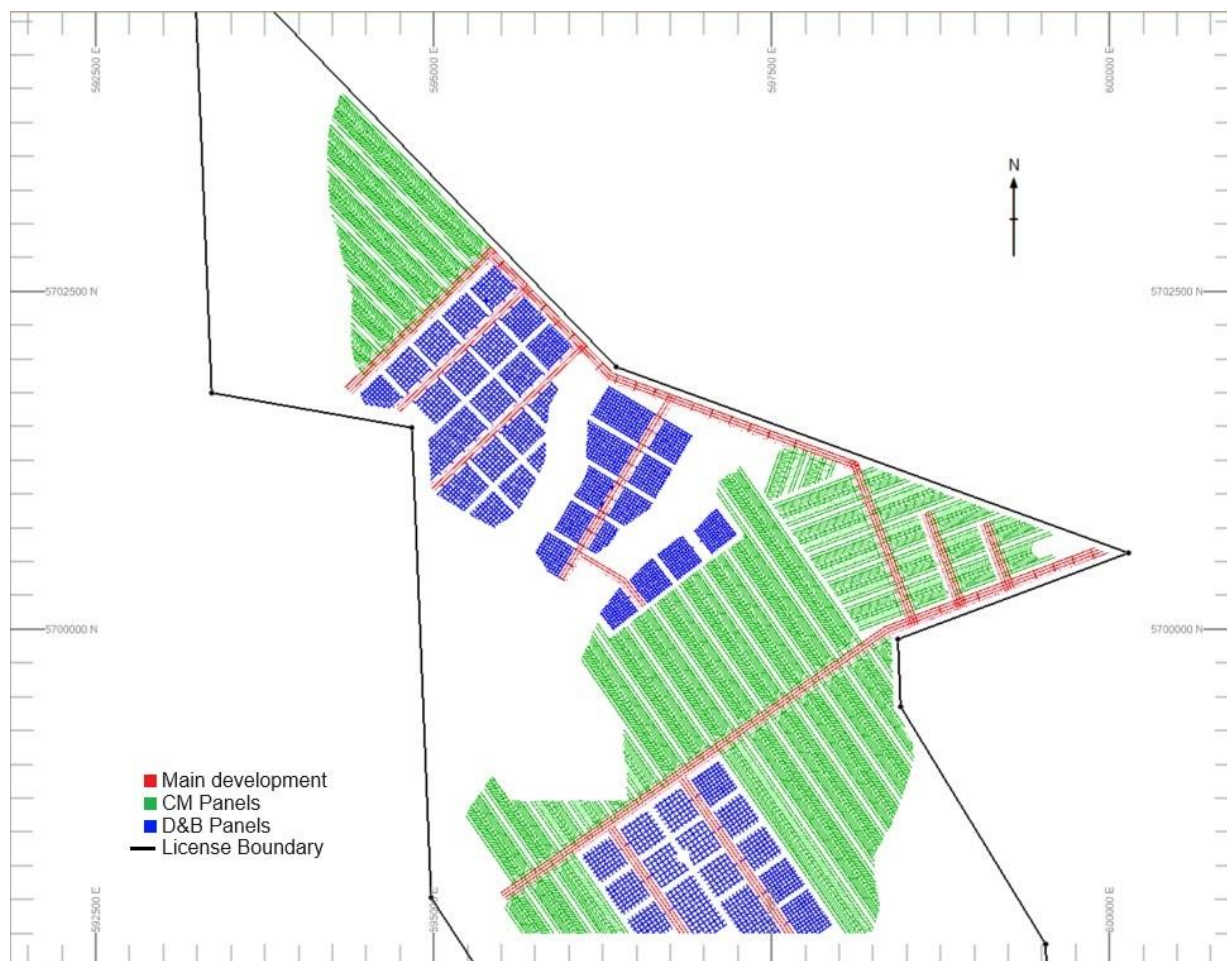 592500 E
595000 E
597500 E
600000 E
N
5702500 N
5702500 N
5700000 N
5700000 N
Main development
CM Panels
D&B Panels
License Boundary
592500 E
595000 E
600000 E